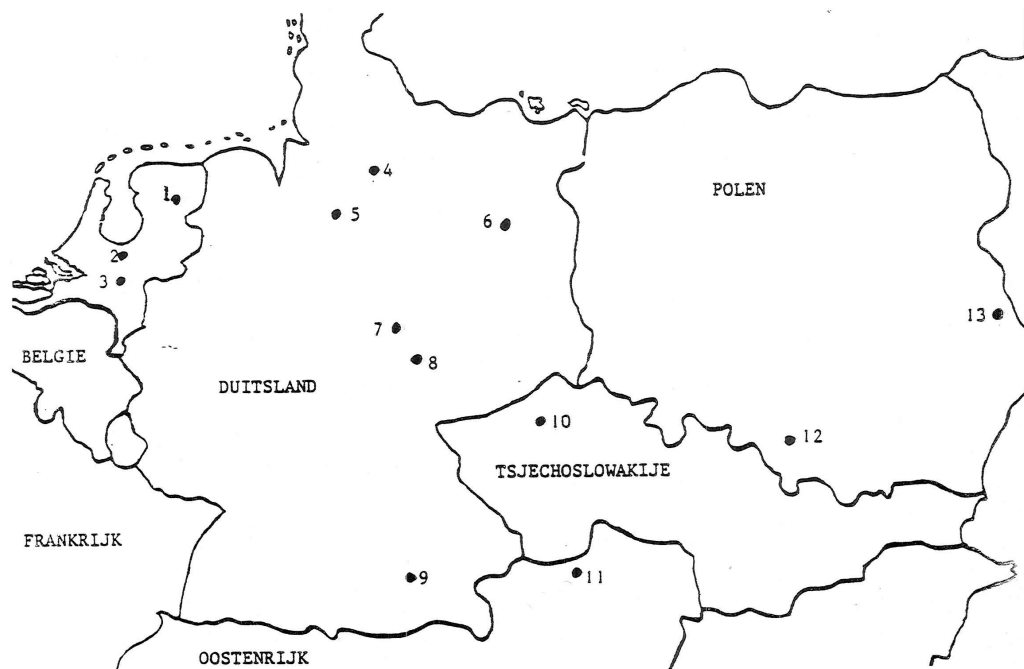 POLEN
1
4
5
6
2
3
13
7
BELGIE
8
DUITSLAND
10
12
TSJECHOSLOWAKIJE
FRANKRIJK
9
11
OOSTENRIJK